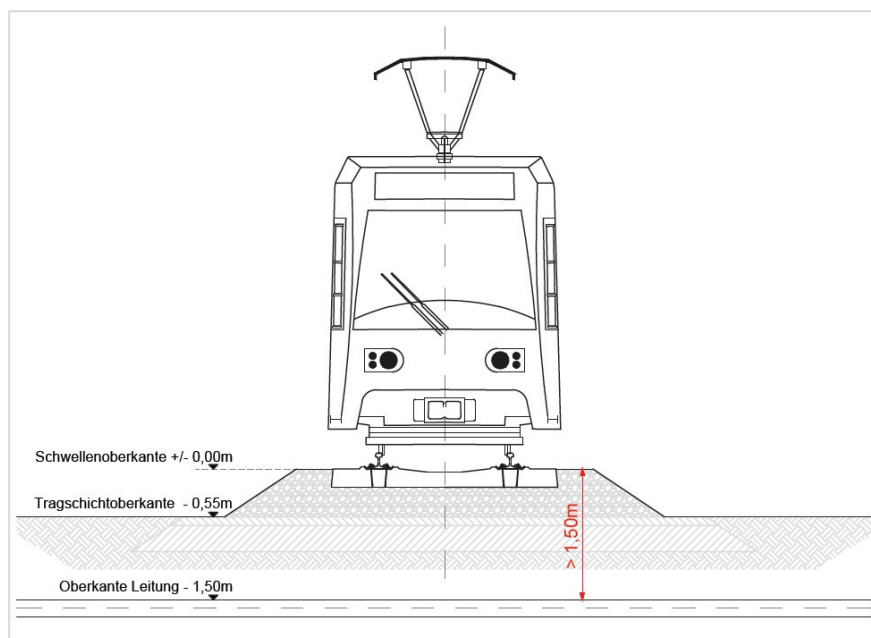 Schwellenoberkante +/- 0,00m
Tragschichtoberkante - 0,55m
> 1,50m
Oberkante Leitung - 1,50m